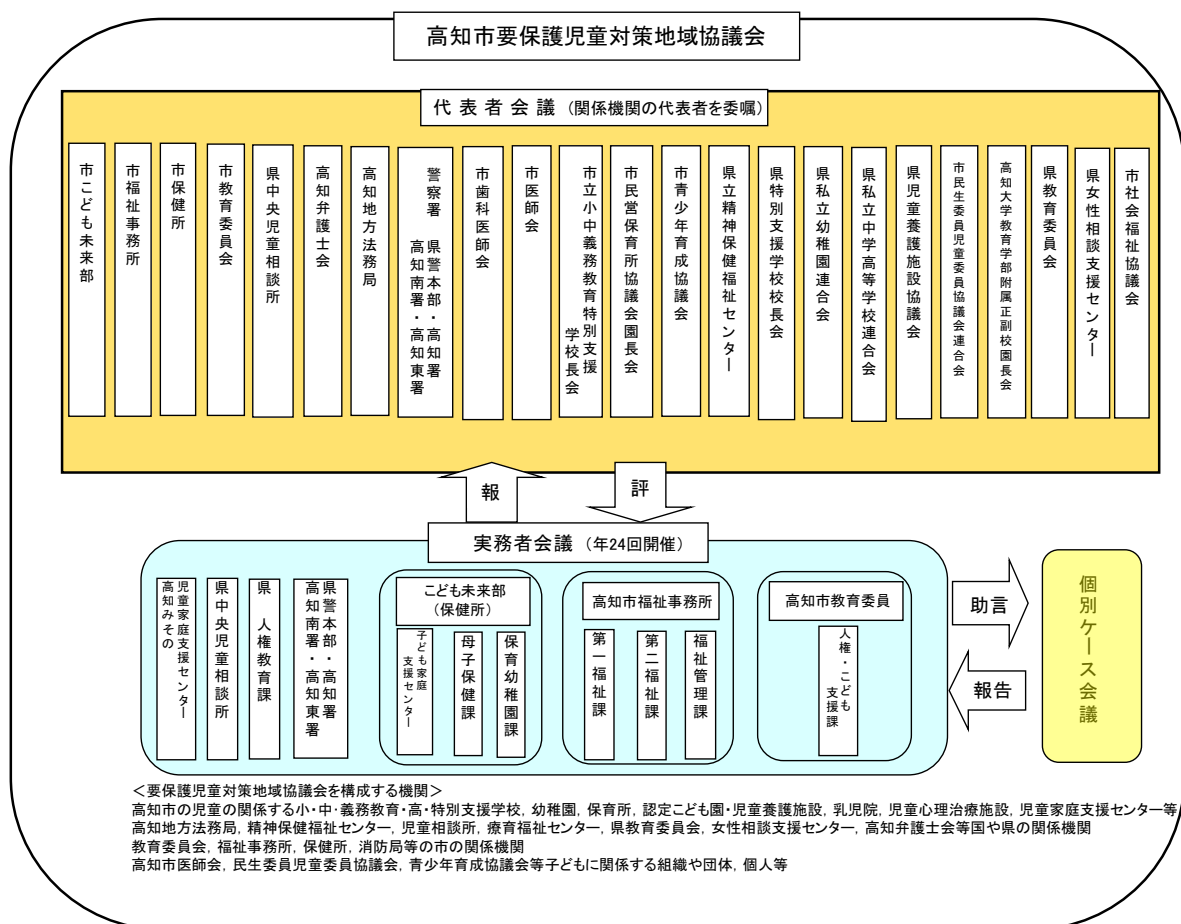 高知市要保護児童対策地域協議会
代表者会議（関係機関の代表者を委嘱）
市こども未来部
市福祉事務所
市保健所
市教育委員会
県中央児童相談所
高知弁護士会
高知地方法務局
警察署　県警本部・高知署
高知南署・高知東署
市歯科医師会
市医師会
市立小中義務教育特別支援
学校長会
市民営保育所協議会園長会
市青少年育成協議会
県立精神保健福祉センター
県特別支援学校校長会
県私立幼稚園連合会
県私立中学高等学校連合会
県児童養護施設協議会
市民生委員児童委員協議会連合会
高知大学教育学部附属正副校園長会
県教育委員会
県女性相談支援センター
市社会福祉協議会
報
評
実務者会議（年24回開催）
児童家庭支援センター
高知みその
県中央児童相談所
県　人権教育課
県警本部・高知署
高知南署・高知東署
こども未来部
（保健所）
子ども家庭
支援センター
母子保健課
保育幼稚園課
高知市福祉事務所
第一福祉課
第二福祉課
福祉管理課
高知市教育委員
人権・こども
支援課
助言
報告
個別ケース会議
＜要保護児童対策地域協議会を構成する機関＞
高知市の児童の関係する小・中・義務教育・高・特別支援学校，幼稚園，保育所，認定こども園・児童養護施設，乳児院，児童心理治療施設，児童家庭支援センター等
高知地方法務局，精神保健福祉センター，児童相談所，療育福祉センター，県教育委員会，女性相談支援センター，高知弁護士会等国や県の関係機関
教育委員会，福祉事務所，保健所，消防局等の市の関係機関
高知市医師会，民生委員児童委員協議会，青少年育成協議会等子どもに関係する組織や団体，個人等